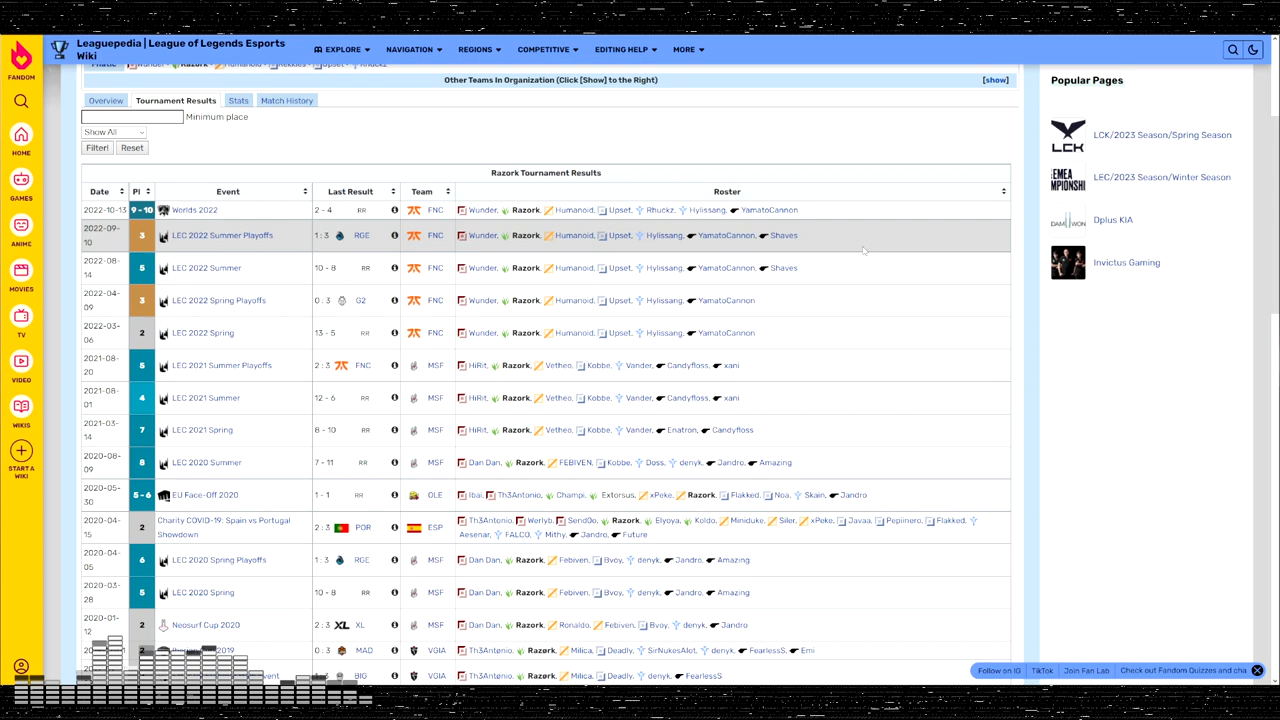 Leaguepedia | League of Legends Esports
Wiki
EXPLORE NAVIGATION REGIONS COMPETITIVE EDITING HELP MORE
FANDOM
HOME
GAMES
ANIME
MOVIES
TV
VIDEO
WIKIS
START A
WIKI
Other Teams In Organization (Click [Show] to the Right) [show]
Overview Tournament Results Stats Match History
Minimum place
Show All
Filter! Reset
Razork Tournament Results
Date Pl Event Last Result Team Roster
2022-10-13 9 - 10 Worlds 2022 2 - 4 RR FNC Wunder, Razork, Humanoid, Upset, Rhuckz, Hylissang, YamatoCannon
2022-09-
10 3 LEC 2022 Summer Playoffs 1 : 3 FNC Wunder, Razork, Humanoid, Upset, Hylissang, YamatoCannon, Shaves
2022-08-
14 5 LEC 2022 Summer 10 - 8 RR FNC Wunder, Razork, Humanoid, Upset, Hylissang, YamatoCannon, Shaves
2022-04-
09 3 LEC 2022 Spring Playoffs 0 : 3 G2 FNC Wunder, Razork, Humanoid, Upset, Hylissang, YamatoCannon
2022-03-
06 2 LEC 2022 Spring 13 - 5 RR FNC Wunder, Razork, Humanoid, Upset, Hylissang, YamatoCannon
2021-08-
20 5 LEC 2021 Summer Playoffs 2 : 3 FNC MSF HiRit, Razork, Vetheo, Kobbe, Vander, Candyfloss, xani
2021-08-
01 4 LEC 2021 Summer 12 - 6 RR MSF HiRit, Razork, Vetheo, Kobbe, Vander, Candyfloss, xani
2021-03-
14 7 LEC 2021 Spring 8 - 10 RR MSF HiRit, Razork, Vetheo, Kobbe, Vander, Enatron, Candyfloss
2020-08-
09 8 LEC 2020 Summer 7 - 11 RR MSF Dan Dan, Razork, FEBIVEN, Kobbe, Doss, denyk, Jandro, Amazing
2020-05-
30 5 - 6 EU Face-Off 2020 1 - 1 RR OLE Ibai, Th3Antonio, Champi, Extorsus, xPeke, Razork, Flakked, Noa, Skain, Jandro
2020-04-
15 2 Charity COVID-19: Spain vs Portugal
Showdown 2 : 3 POR ESP Th3Antonio, Werlyb, Send0o, Razork, Elyoya, Koldo, Miniduke, Siler, xPeke, Javaa, Pepiinero, Flakked,
Aesenar, FALCO, Mithy, Jandro, Future
2020-04-
05 6 LEC 2020 Spring Playoffs 1 : 3 RGE MSF Dan Dan, Razork, Febiven, Bvoy, denyk, Jandro, Amazing
2020-03-
28 5 LEC 2020 Spring 10 - 8 RR MSF Dan Dan, Razork, Febiven, Bvoy, denyk, Jandro, Amazing
2020-01-
12 2 Neosurf Cup 2020 2 : 3 XL XL MSF Dan Dan, Razork, Ronaldo, Febiven, Bvoy, denyk, Jandro
2 0 : 3 MAD VGIA Th3Antonio, Razork, Milica, Deadly, SirNukesAlot, denyk, FearlessS, Emi
BIG VGIA Th3Antonio, Razork, Milica, Deadly, denyk, FearlessS
Popular Pages
LCK
LCK/2023 Season/Spring Season
LEC/2023 Season/Winter Season
Dplus KIA
Invictus Gaming
Follow on IG TikTok Join Fan Lab Check out Fandom Quizzes and cha